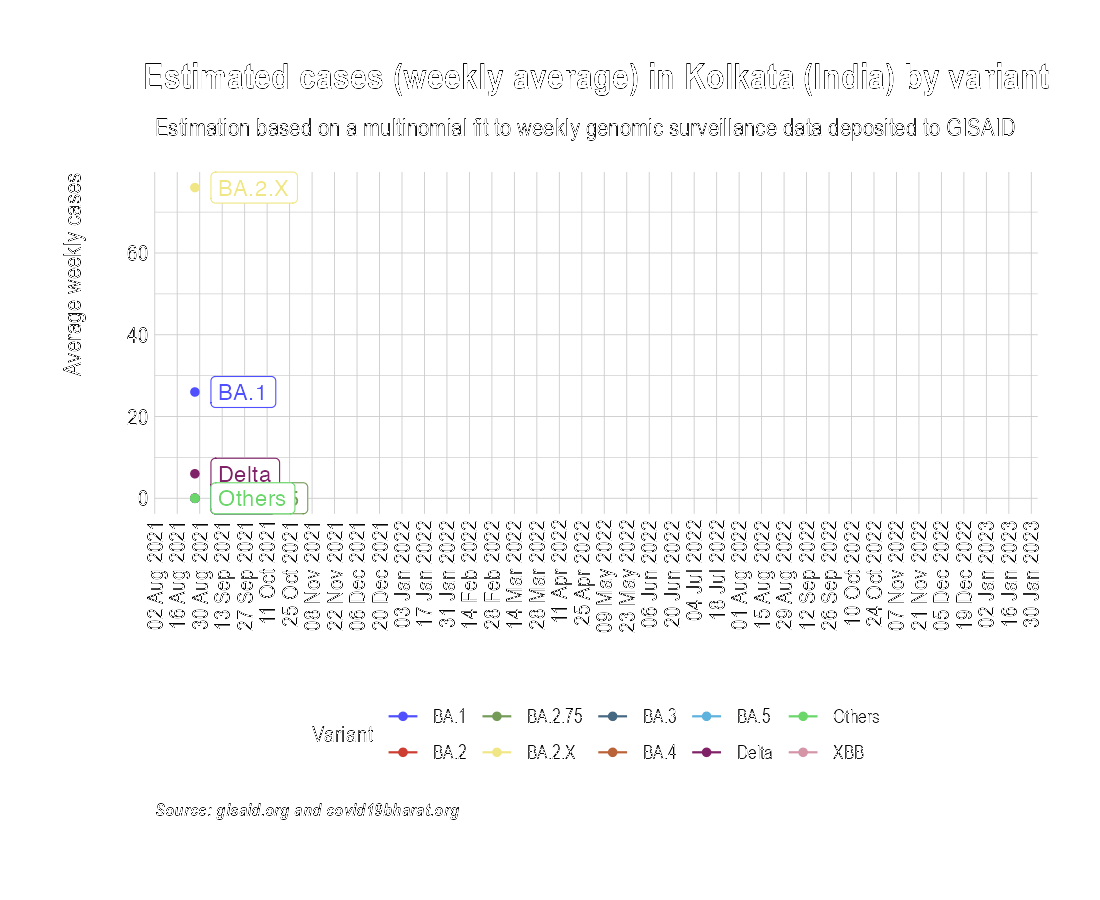 Estimated cases (weekly average) in Kolkata (India) by variant
Estimation based on a multinomial fit to weekly genomic surveillance data deposited to GISAID
Average weekly cases
60
40
20
0
BA.2.X
BA.1
Delta
Others
02 Aug 2021
16 Aug 2021
30 Aug 2021
13 Sep 2021
27 Sep 2021
11 Oct 2021
25 Oct 2021
08 Nov 2021
22 Nov 2021
06 Dec 2021
20 Dec 2021
03 Jan 2022
17 Jan 2022
31 Jan 2022
14 Feb 2022
28 Feb 2022
14 Mar 2022
28 Mar 2022
11 Apr 2022
25 Apr 2022
09 May 2022
23 May 2022
06 Jun 2022
20 Jun 2022
04 Jul 2022
18 Jul 2022
01 Aug 2022
15 Aug 2022
29 Aug 2022
12 Sep 2022
26 Sep 2022
10 Oct 2022
24 Oct 2022
07 Nov 2022
21 Nov 2022
05 Dec 2022
19 Dec 2022
02 Jan 2023
16 Jan 2023
30 Jan 2023
Variant
BA.1 BA.2.75 BA.3 BA.5 Others
BA.2 BA.2.X BA.4 Delta XBB
Source: gisaid.org and covid19bharat.org